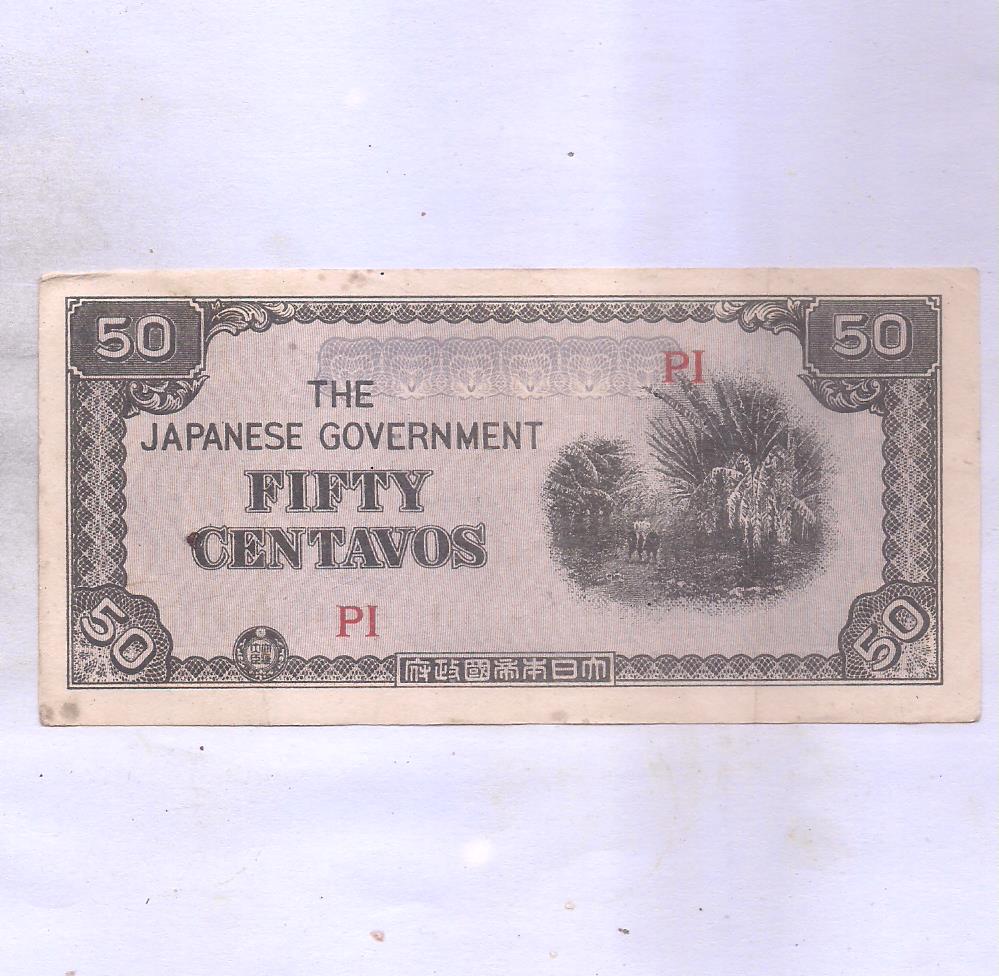 50
50
PI
THE
JAPANESE GOVERNMENT
FIFTY
CENTAVOS
PI
50
50
府政國帝本日大